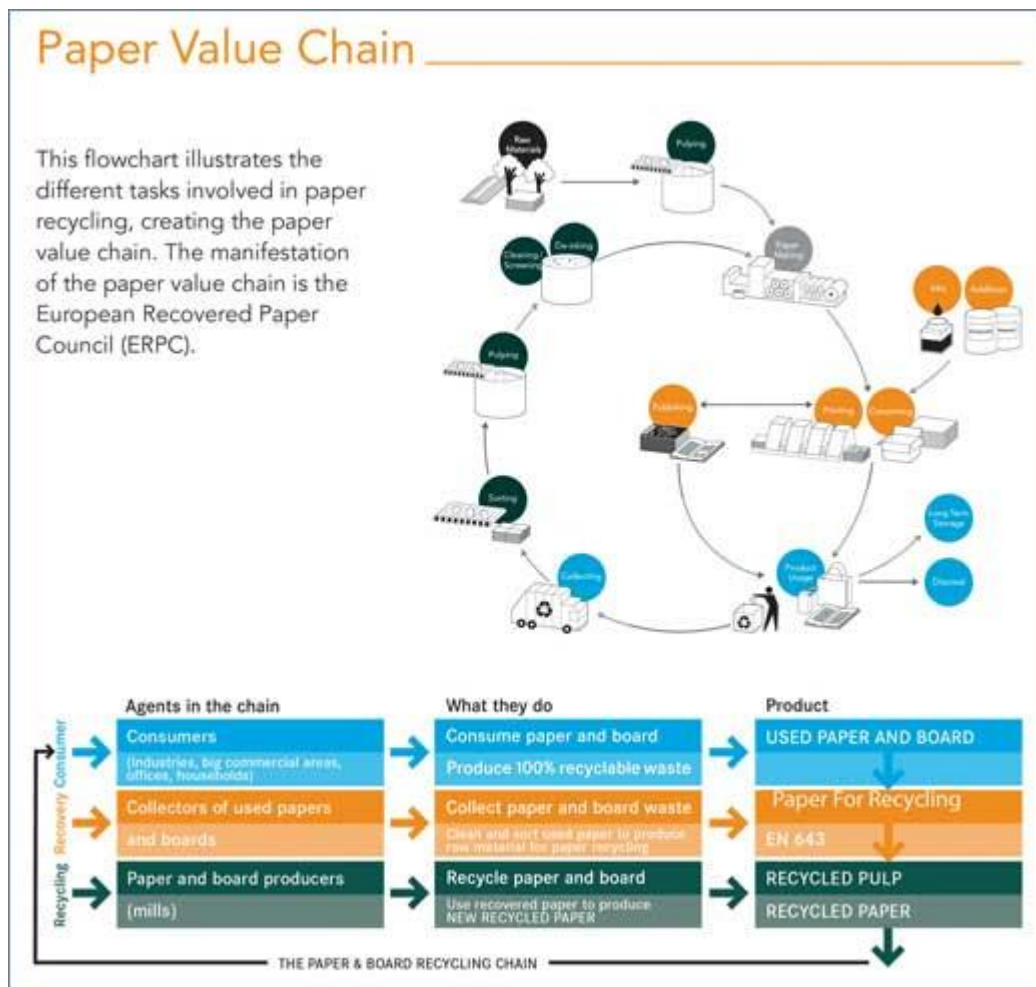 Paper Value Chain
This flowchart illustrates the
different tasks involved in paper
recycling, creating the paper
value chain. The manifestation
of the paper value chain is the
European Recovered Paper
Council (ERPC).
Raw
Materials
Pulping
De-inking
Cleaning/
Screening
Paper
Making
Inks
Additives
Pulping
Publishing
Printing
Converting
Sorting
Long Term
Storage
Collecting
Product
Usage
Disposal
Agents in the chain
What they do
Product
Consumer
Consumers
(Industries, big commercial areas,
offices, households)
Consume paper and board
Produce 100% recyclable waste
USED PAPER AND BOARD
Recovery
Collectors of used papers
and boards
Collect paper and board waste
Clean and sort used paper to produce
raw material for paper recycling
Paper For Recycling
EN 643
Recycling
Paper and board producers
(mills)
Recycle paper and board
Use recovered paper to produce
NEW RECYCLED PAPER
RECYCLED PULP
RECYCLED PAPER
THE PAPER & BOARD RECYCLING CHAIN